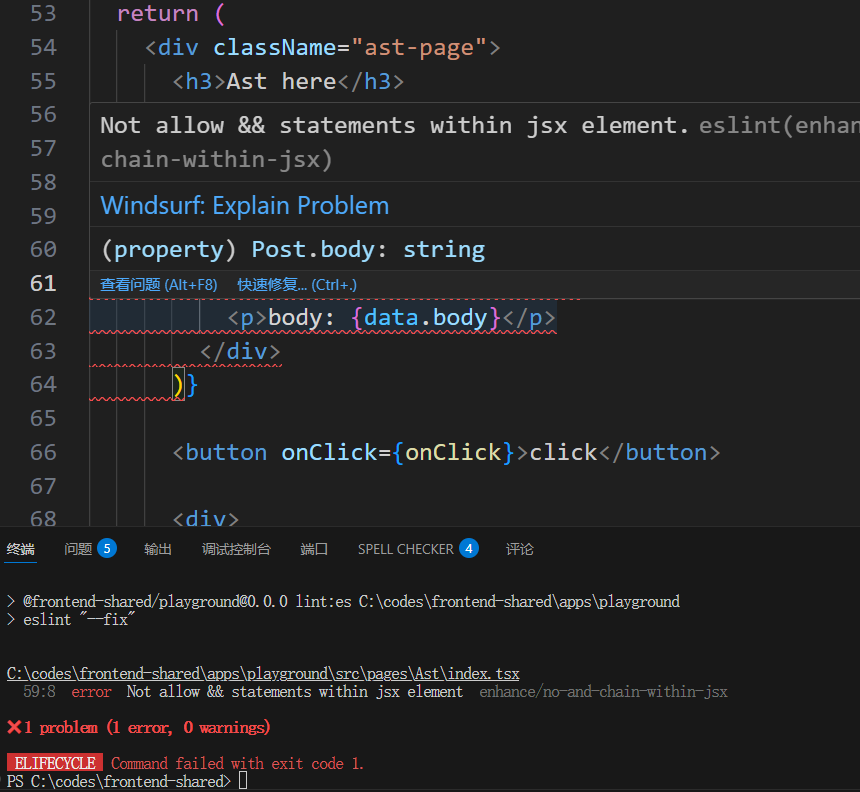 53 return (
54 <div className="ast-page">
55 <h3>Ast here</h3>
56
Not allow && statements within jsx element. eslint(enhan
57
chain-within-jsx)
58
59 Windsurf: Explain Problem
60 (property) Post.body: string
61 查看问题 (Alt+F8) 快速修复... (Ctrl+.)
62 <p>body: {data.body}</p>
63 </div>
64 )}
65
66 <button onClick={onClick}>click</button>
67
68 <div>
终端 问题 5 输出 调试控制台 端口 SPELL CHECKER 4 评论
> @frontend-shared/playground@0.0.0 lint:es C:\codes\frontend-shared\apps\playground
> eslint "--fix"
C:\codes\frontend-shared\apps\playground\src\pages\Ast\index.tsx
59:8 error Not allow && statements within jsx element enhance/no-and-chain-within-jsx
❌1 problem (1 error, 0 warnings)
ELIFECYCLE Command failed with exit code 1.
PS C:\codes\frontend-shared>